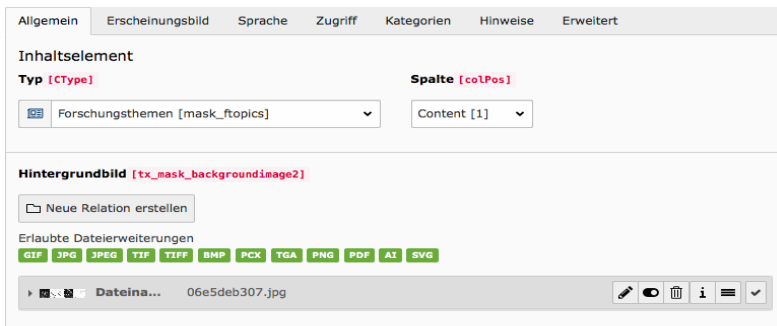 Allgemein Erscheinungsbild Sprache Zugriff Kategorien Hinweise Erweitert
Inhaltselement
Typ [CType] Spalte [colPos]
Forschungsthemen [mask_ftopics] Content [1]
Hintergrundbild [tx_mask_backgroundimage2]
Neue Relation erstellen
Erlaubte Dateierweiterungen
GIF JPG JPEG TIF TIFF BMP PCX TGA PNG PDF AI SVG
Dateina... 06e5deb307.jpg